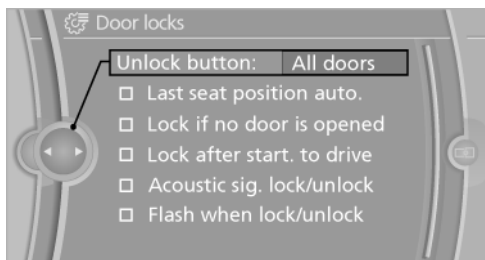 Door locks
Unlock button: All doors
Last seat position auto.
Lock if no door is opened
Lock after start. to drive
Acoustic sig. lock/unlock
Flash when lock/unlock